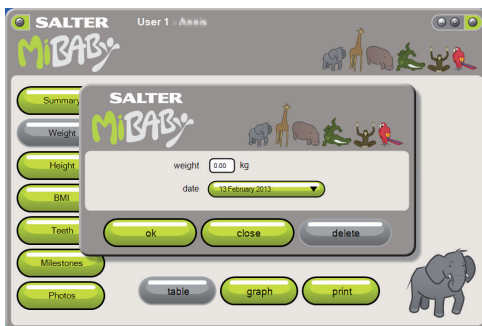 SALTER
User 1 -
MiBABY
Summary
Weight
Height
BMI
Teeth
Milestones
Photos
SALTER
MiBABY
weight 0.00 kg
date 13 February 2013
ok close delete
table graph print